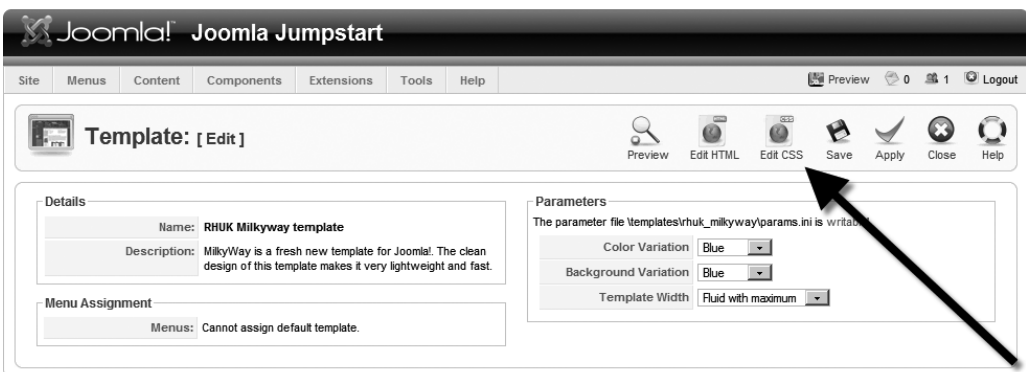 Joomla! Joomla Jumpstart
Site Menus Content Components Extensions Tools Help Preview 0 1 Logout
Template: [ Edit ]
Preview Edit HTML Edit CSS Save Apply Close Help
Details
Name: RHUK Milkyway template
Description: MilkyWay is a fresh new template for Joomla!. The clean
design of this template makes it very lightweight and fast.
Menu Assignment
Menus: Cannot assign default template.
Parameters
The parameter file \templates\rhuk_milkyway\params.ini is
Color Variation Blue
Background Variation Blue
Template Width Fluid with maximum